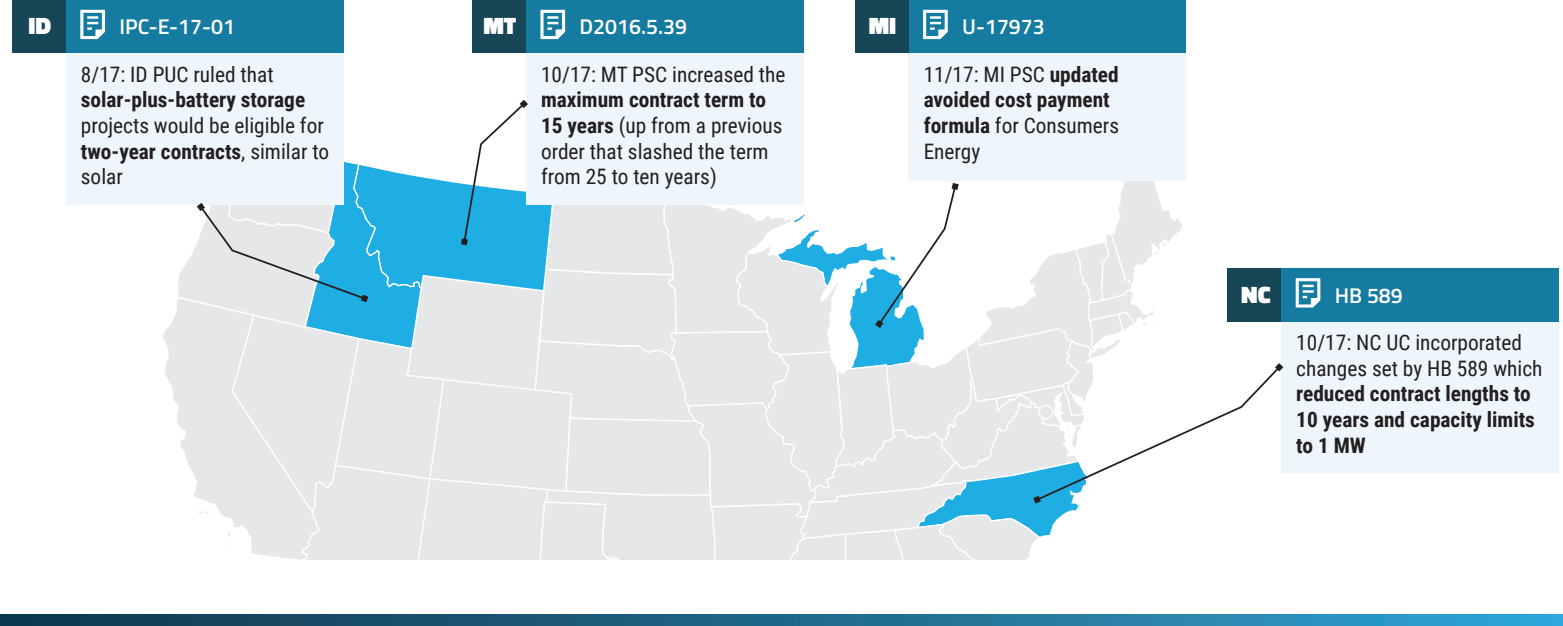 ID IPC-E-17-01
8/17: ID PUC ruled that
solar-plus-battery storage
projects would be eligible for
two-year contracts, similar to
solar
MT D2016.5.39
10/17: MT PSC increased the
maximum contract term to
15 years (up from a previous
order that slashed the term
from 25 to ten years)
MI U-17973
11/17: MI PSC updated
avoided cost payment
formula for Consumers
Energy
NC HB 589
10/17: NC UC incorporated
changes set by HB 589 which
reduced contract lengths to
10 years and capacity limits
to 1 MW